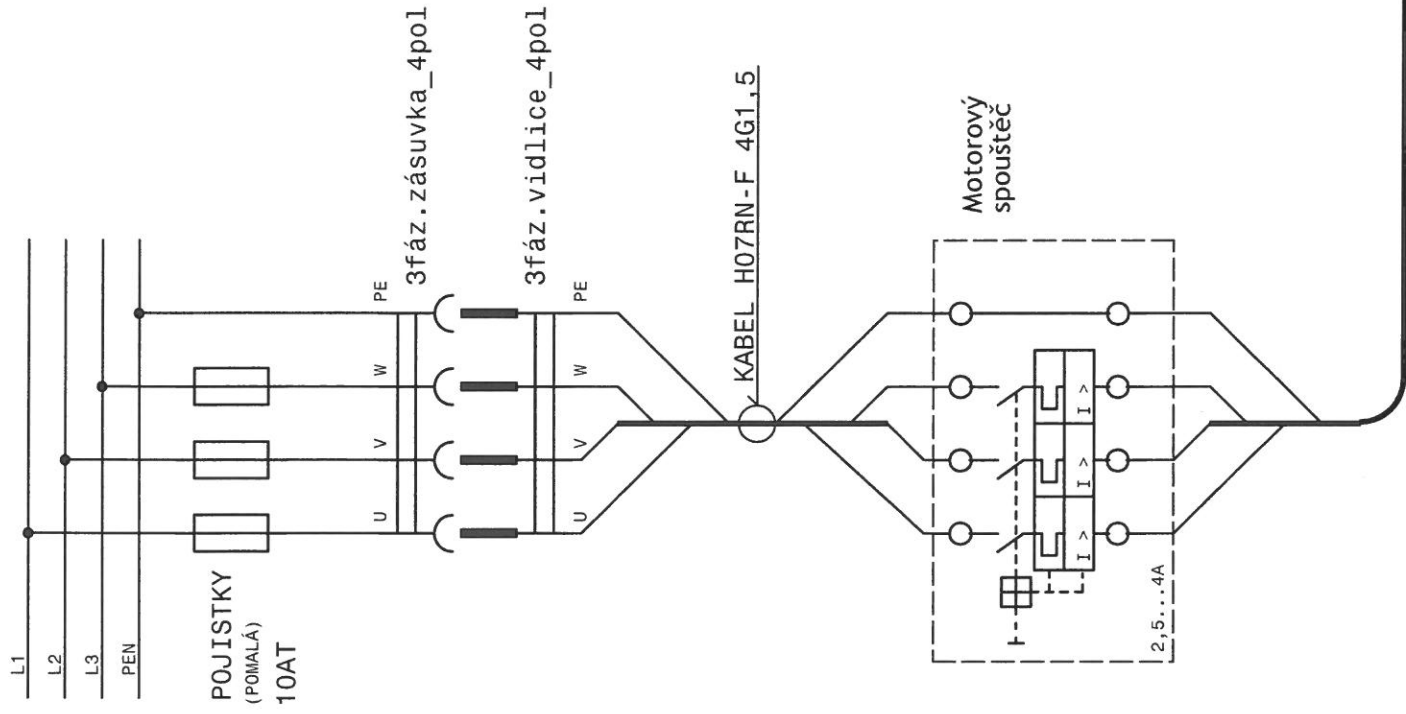 L1
L2
L3
PEN
POJISTKY
(POMALÁ)
10AT
U
V
W
PE
3fáz.zásuvka_4pol
3fáz.vidlice_4pol
U
V
W
PE
KABEL H07RN-F 4G1,5
Motorový
spouštěč
I >
I >
I >
2,5...4A